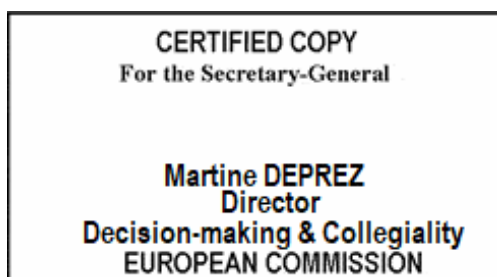 CERTIFIED COPY
For the Secretary-General
Martine DEPREZ
Director
Decision-making & Collegiality
EUROPEAN COMMISSION